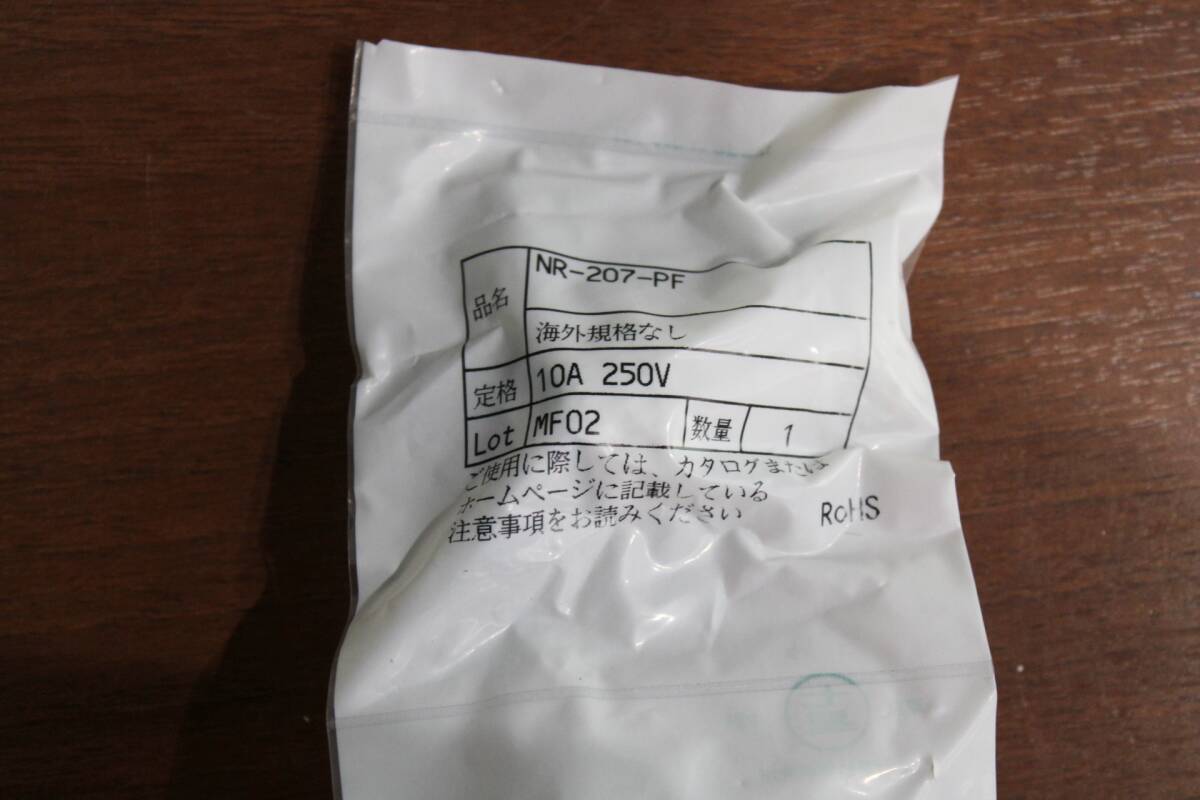 品名 NR-207-PF
海外規格なし
定格 10A 250V
Lot MF02 数量 1
ご使用に際しては、カタログまたは
ホームページに記載している
注意事項をお読みください
RoHS